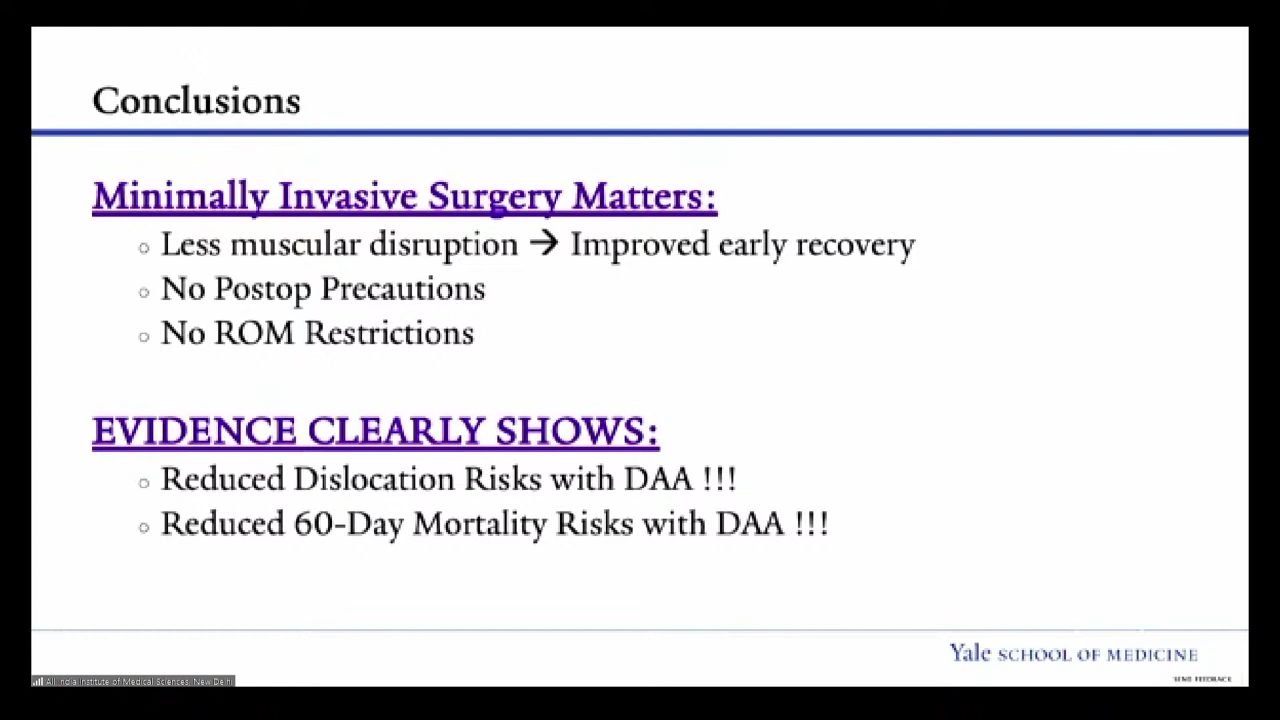 Conclusions
Minimally Invasive Surgery Matters:
○ Less muscular disruption → Improved early recovery
○ No Postop Precautions
○ No ROM Restrictions
EVIDENCE CLEARLY SHOWS:
○ Reduced Dislocation Risks with DAA !!!
○ Reduced 60-Day Mortality Risks with DAA !!!
Yale SCHOOL OF MEDICINE
SEND FEEDBACK
All India Institute of Medical Sciences, New Delhi